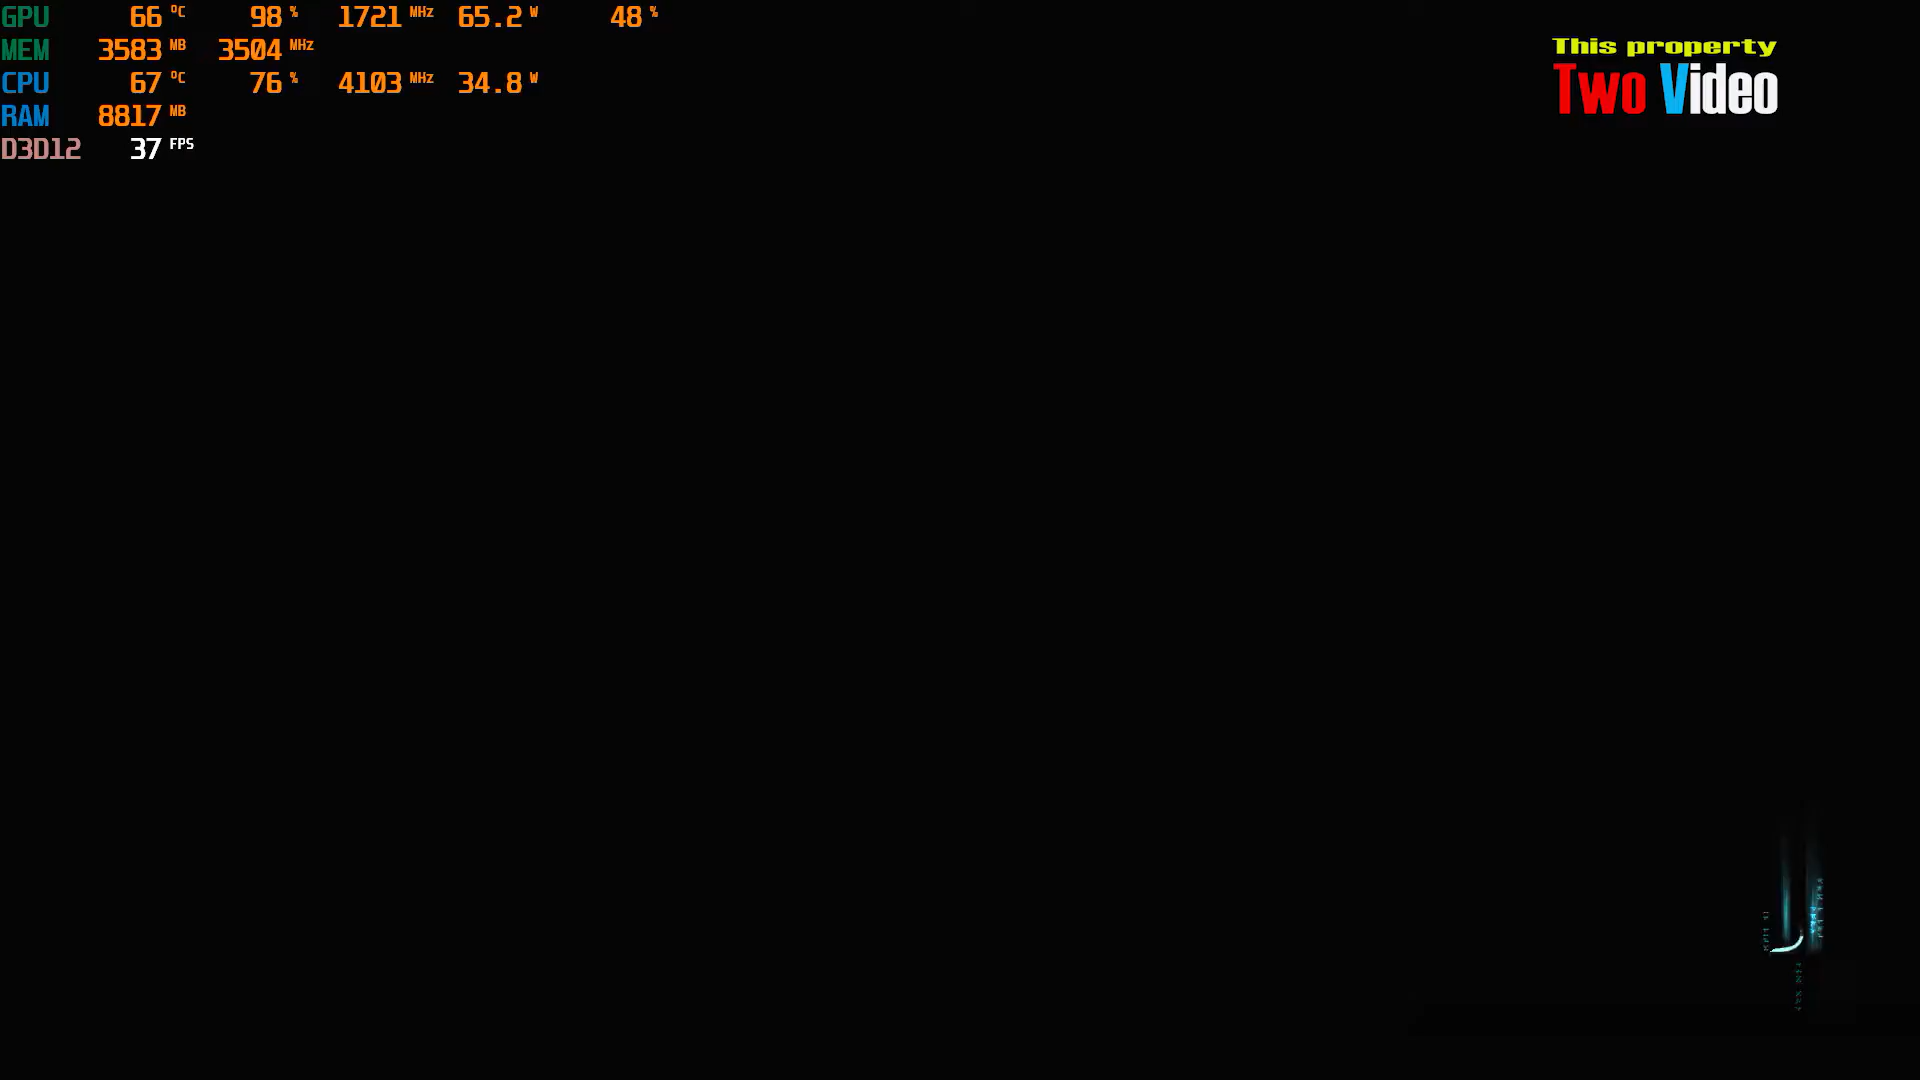 GPU 66 °C 98 % 1721 MHz 65.2 W 48 %
MEM 3583 MB 3504 MHz
CPU 67 °C 76 % 4103 MHz 34.8 W
RAM 8817 MB
D3D12 37 FPS
This property
Two Video